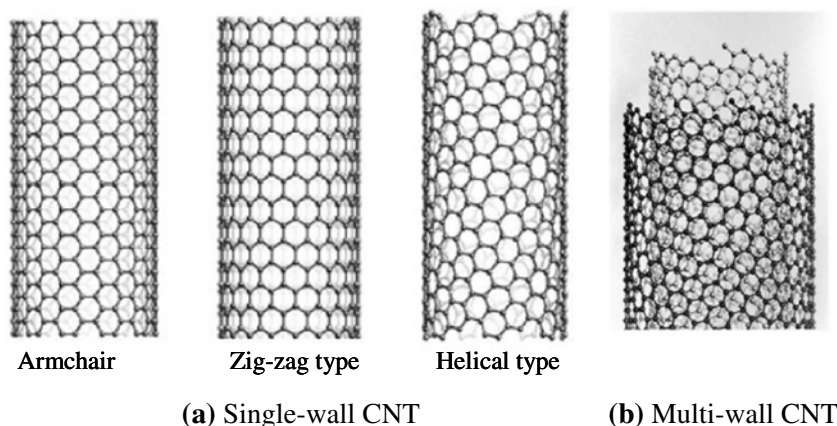 Armchair
Zig-zag type
Helical type
(a) Single-wall CNT
(b) Multi-wall CNT